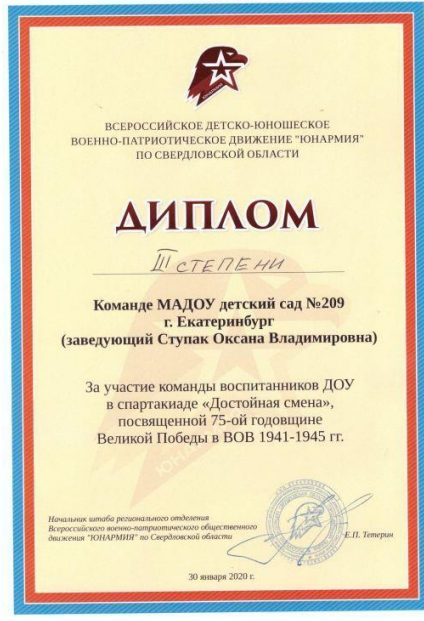 ЮНАРМИЯ
ВСЕРОССИЙСКОЕ ДЕТСКО-ЮНОШЕСКОЕ
ВОЕННО-ПАТРИОТИЧЕСКОЕ ДВИЖЕНИЕ "ЮНАРМИЯ"
ПО СВЕРДЛОВСКОЙ ОБЛАСТИ
ДИПЛОМ
III СТЕПЕНИ
Команде МАДОУ детский сад №209
г. Екатеринбург
(заведующий Ступак Оксана Владимировна)
За участие команды воспитанников ДОУ
в спартакиаде «Достойная смена»,
посвященной 75-ой годовщине
Великой Победы в ВОВ 1941-1945 гг.
Начальник штаба регионального отделения
Всероссийского военно-патриотического общественного
движения "ЮНАРМИЯ" по Свердловской области
Е.П. Тетерин
30 января 2020 г.